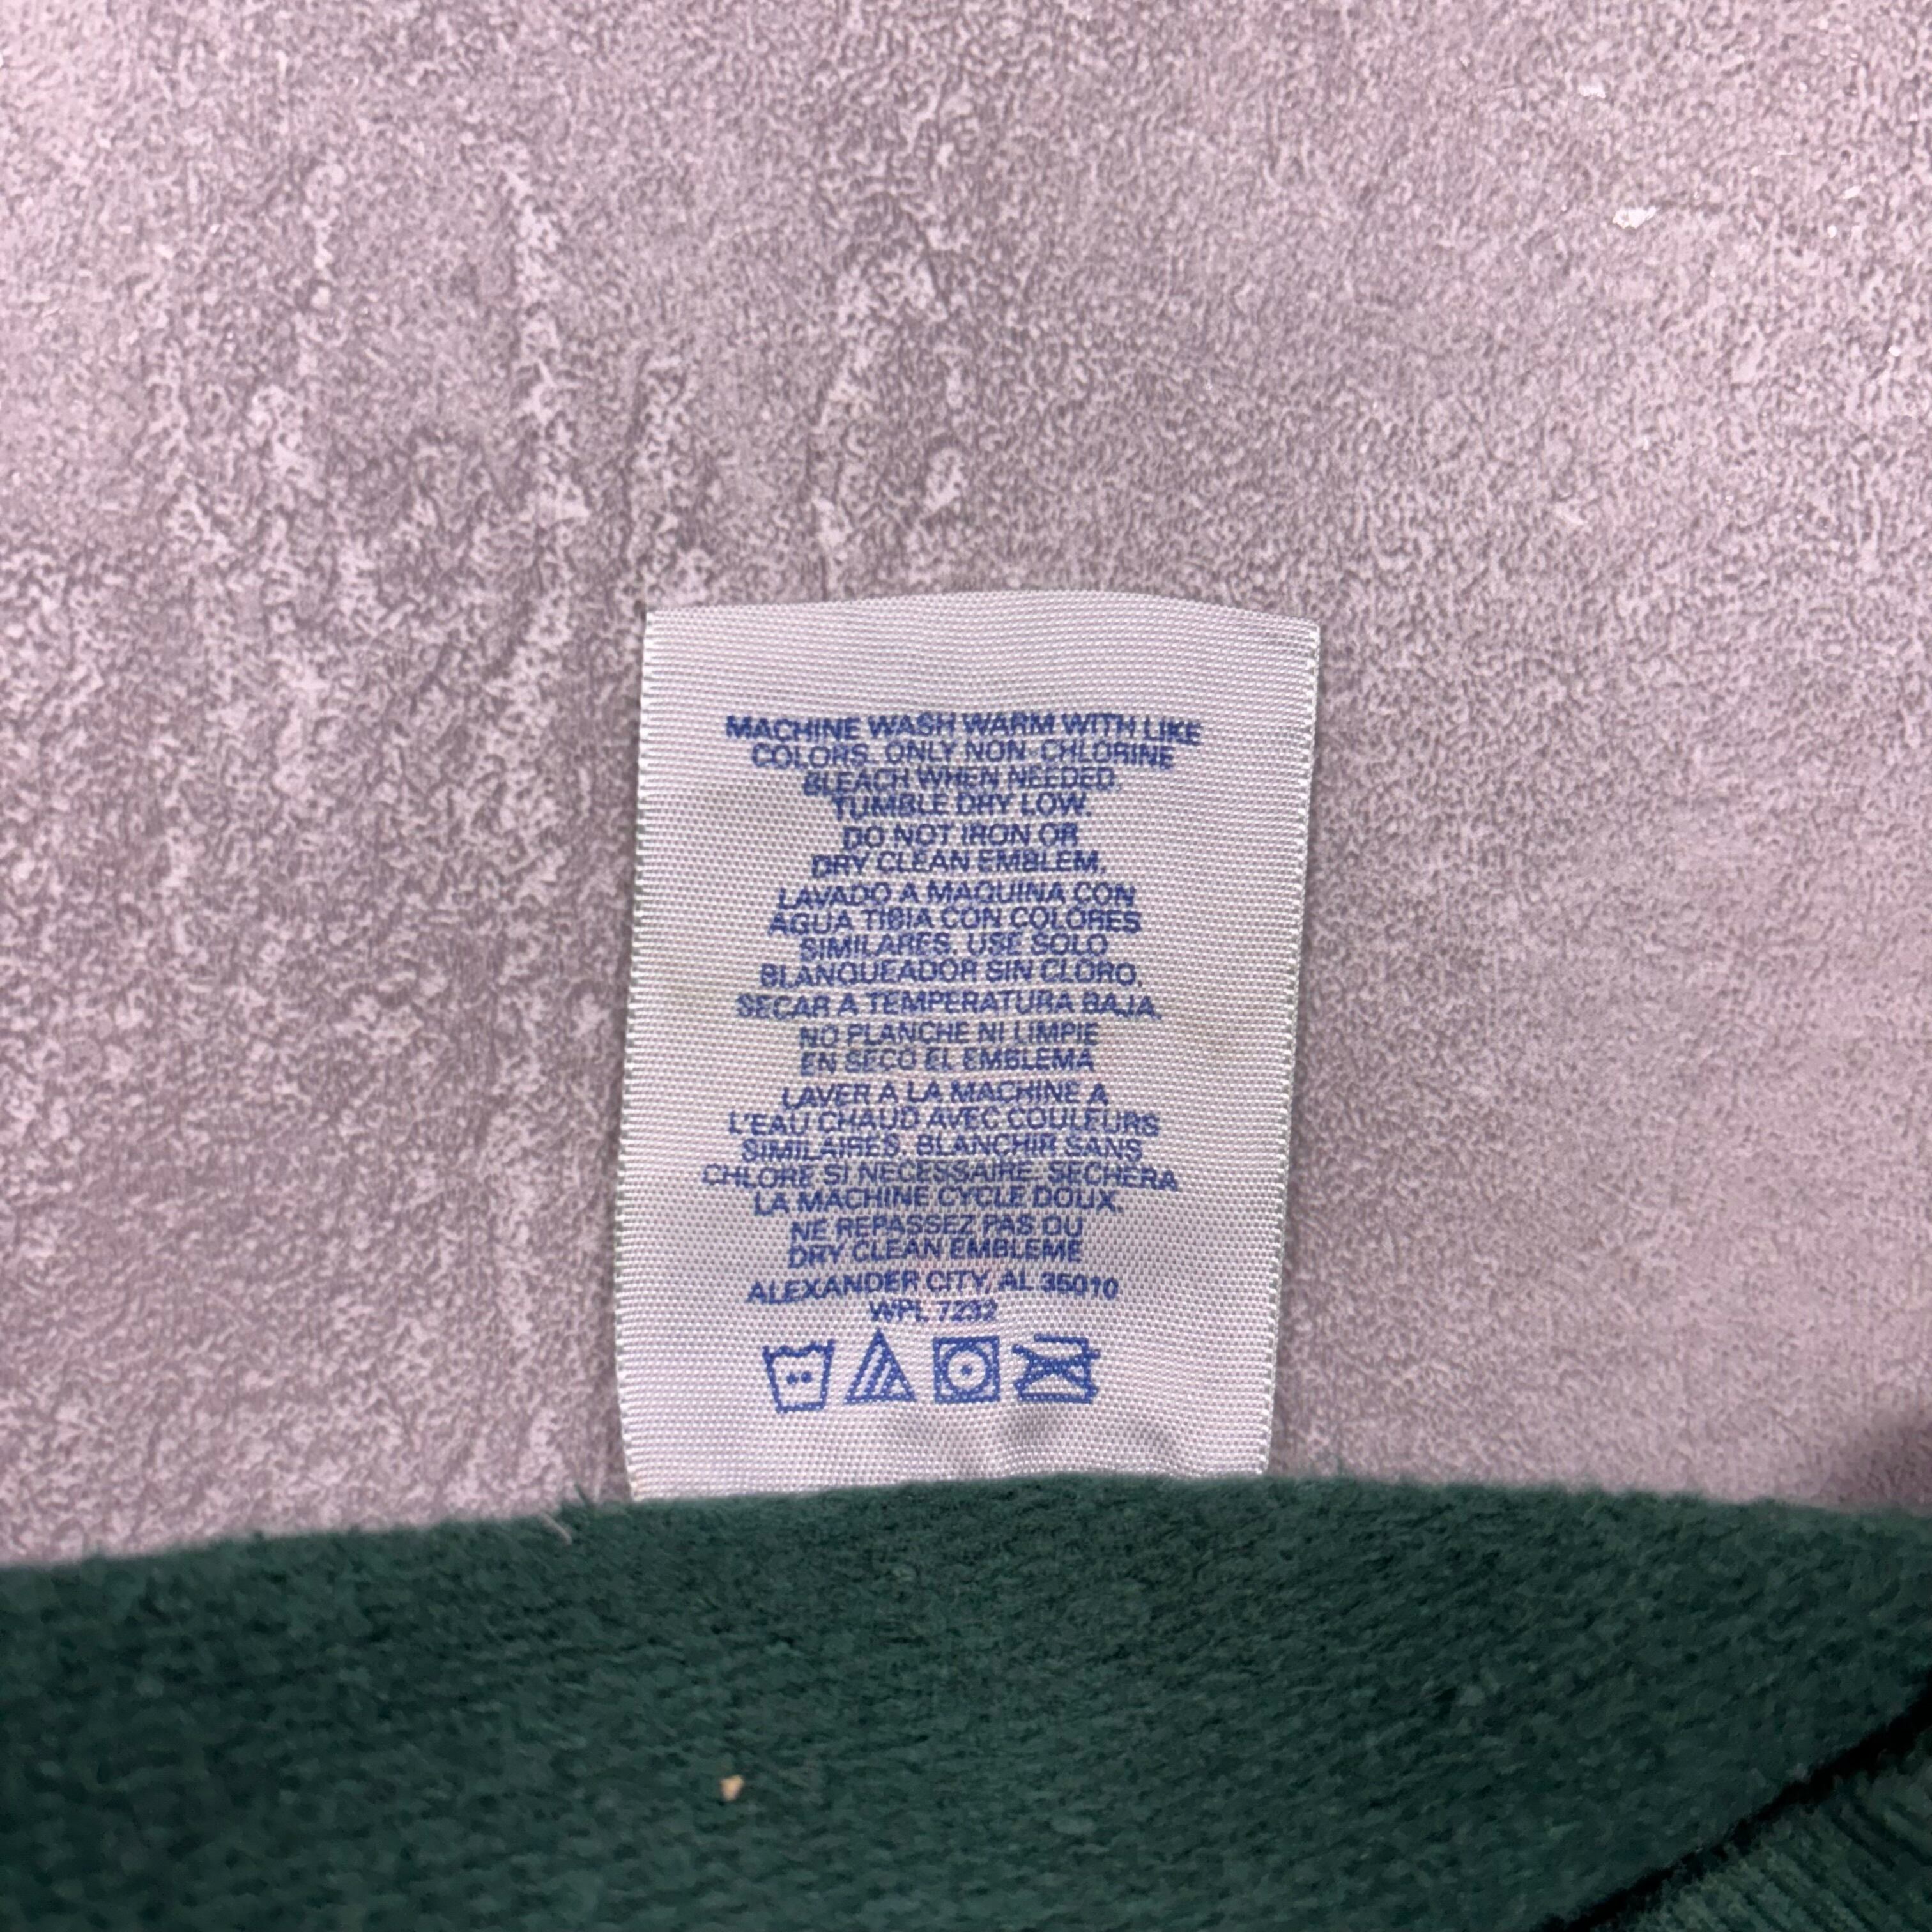 MACHINE WASH WARM WITH LIKE
COLORS. ONLY NON-CHLORINE
BLEACH WHEN NEEDED
TUMBLE DRY LOW.
DO NOT IRON OR
DRY CLEAN EMBLEM.
LAVADO A MAQUINA CON
AGUA TIBIA CON COLORES
SIMILARES. USE SOLO
BLANQUEADOR SIN CLORO.
SECAR A TEMPERATURA BAJA.
NO PLANCHE NI LIMPIE
EN SECO EL EMBLEMA
LAVER A LA MACHINE A
L'EAU CHAUD AVEC COULEURS
SIMILAIRES. BLANCHIR SANS
CHLORE SI NECESSAIRE. SECHERA
LA MACHINE CYCLE DOUX.
NE REPASSEZ PAS OU
DRY CLEAN EMBLEME
ALEXANDER CITY, AL 35010
WPL 7232